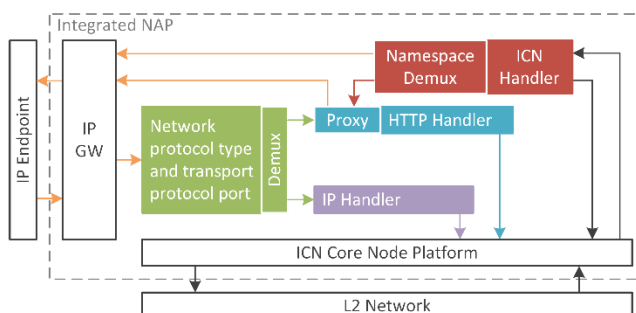 Integrated NAP
IP Endpoint
IP
GW
Namespace
Demux
ICN
Handler
Network
protocol type
and transport
protocol port
Demux
Proxy
HTTP Handler
IP Handler
ICN Core Node Platform
L2 Network